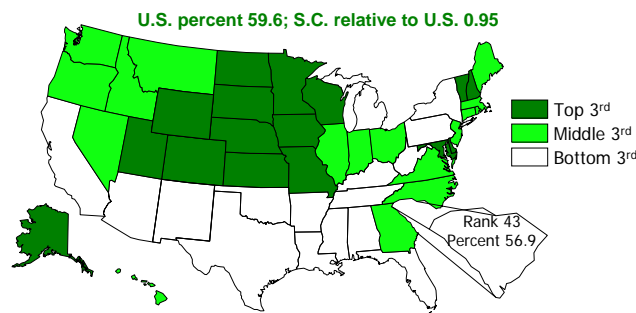 U.S. percent 59.6; S.C. relative to U.S. 0.95
Top 3rd
Middle 3rd
Bottom 3rd
Rank 43
Percent 56.9